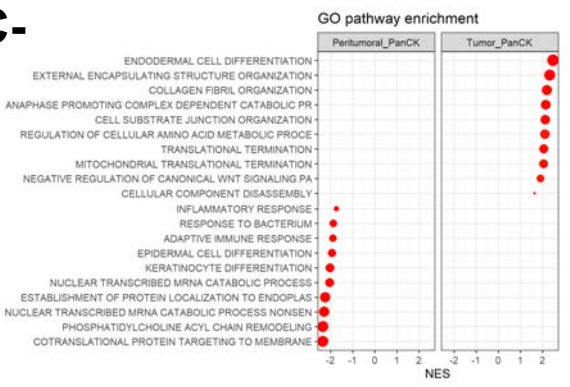 C-
GO pathway enrichment
Peritumoral_PanCK Tumor_PanCK
ENDODERMAL CELL DIFFERENTIATION
EXTERNAL ENCAPSULATING STRUCTURE ORGANIZATION
COLLAGEN FIBRIL ORGANIZATION
ANAPHASE PROMOTING COMPLEX DEPENDENT CATABOLIC PR
CELL SUBSTRATE JUNCTION ORGANIZATION
REGULATION OF CELLULAR AMINO ACID METABOLIC PROCE
TRANSLATIONAL TERMINATION
MITOCHONDRIAL TRANSLATIONAL TERMINATION
NEGATIVE REGULATION OF CANONICAL WNT SIGNALING PA
CELLULAR COMPONENT DISASSEMBLY
INFLAMMATORY RESPONSE
RESPONSE TO BACTERIUM
ADAPTIVE IMMUNE RESPONSE
EPIDERMAL CELL DIFFERENTIATION
KERATINOCYTE DIFFERENTIATION
NUCLEAR TRANSCRIBED MRNA CATABOLIC PROCESS
ESTABLISHMENT OF PROTEIN LOCALIZATION TO ENDOPLAS
NUCLEAR TRANSCRIBED MRNA CATABOLIC PROCESS NONSEN
PHOSPHATIDYLCHOLINE ACYL CHAIN REMODELING
COTRANSLATIONAL PROTEIN TARGETING TO MEMBRANE
-2 -1 0 1 2 -2 -1 0 1 2
NES